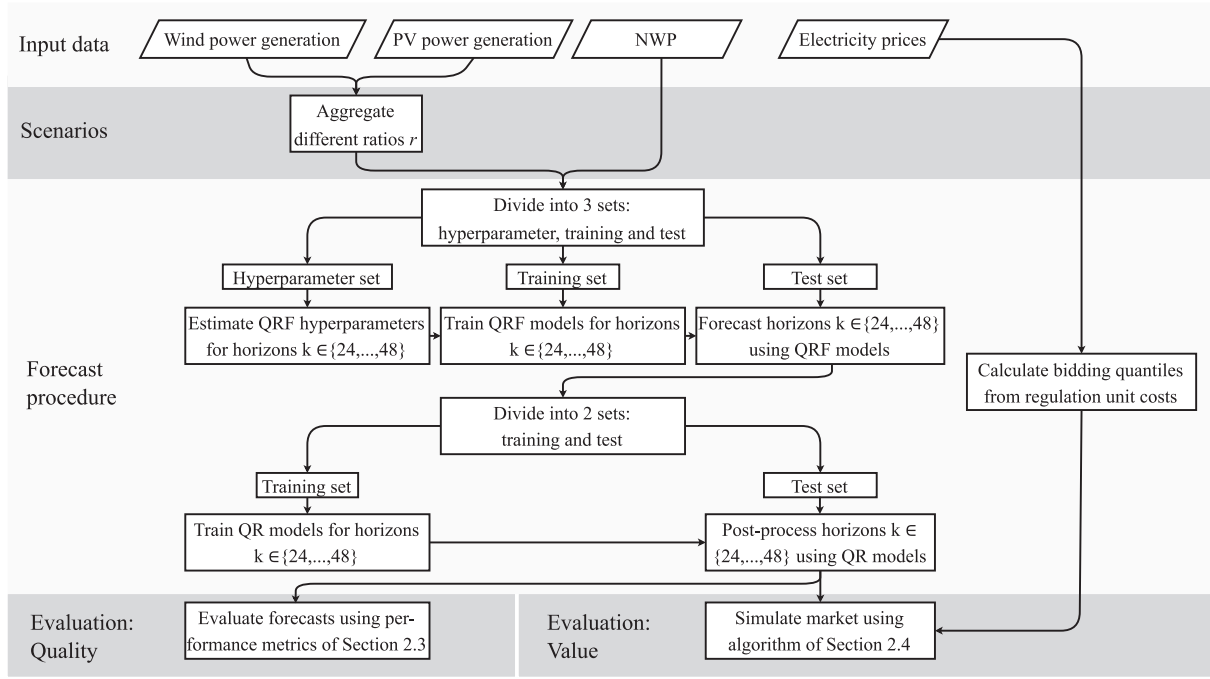 Input data
Wind power generation
PV power generation
NWP
Electricity prices
Scenarios
Aggregate
different ratios r
Forecast
procedure
Divide into 3 sets:
hyperparameter, training and test
Hyperparameter set
Training set
Test set
Estimate QRF hyperparameters
for horizons k ∈{24,...,48}
Train QRF models for horizons
k ∈{24,...,48}
Forecast horizons k ∈{24,...,48}
using QRF models
Calculate bidding quantiles
from regulation unit costs
Divide into 2 sets:
training and test
Training set
Test set
Train QR models for horizons
k ∈{24,...,48}
Post-process horizons k ∈
{24,...,48} using QR models
Evaluation:
Quality
Evaluate forecasts using per-
formance metrics of Section 2.3
Evaluation:
Value
Simulate market using
algorithm of Section 2.4